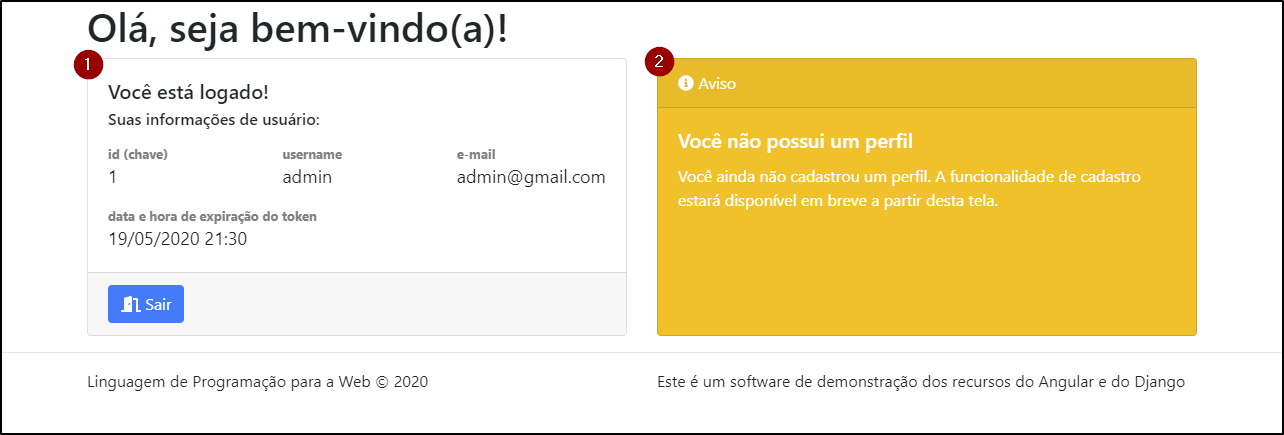 Olá, seja bem-vindo(a)!
1
Você está logado!
Suas informações de usuário:
id (chave) username e-mail
1 admin admin@gmail.com
data e hora de expiração do token
19/05/2020 21:30
Sair
2
Aviso
Você não possui um perfil
Você ainda não cadastrou um perfil. A funcionalidade de cadastro
estará disponível em breve a partir desta tela.
Linguagem de Programação para a Web © 2020
Este é um software de demonstração dos recursos do Angular e do Django